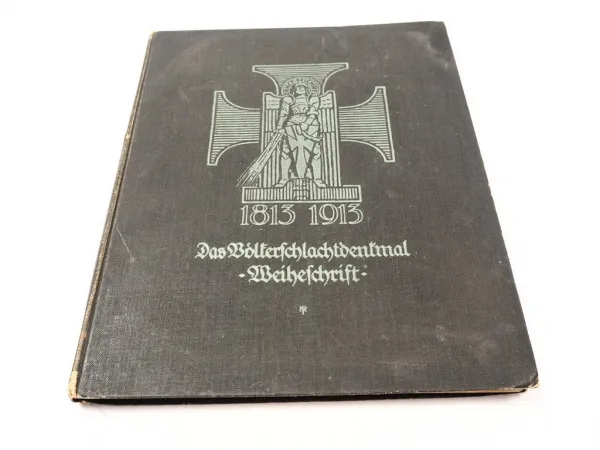 1813 1913
Das Völkerschlachtdenkmal
·Weiheschrift·